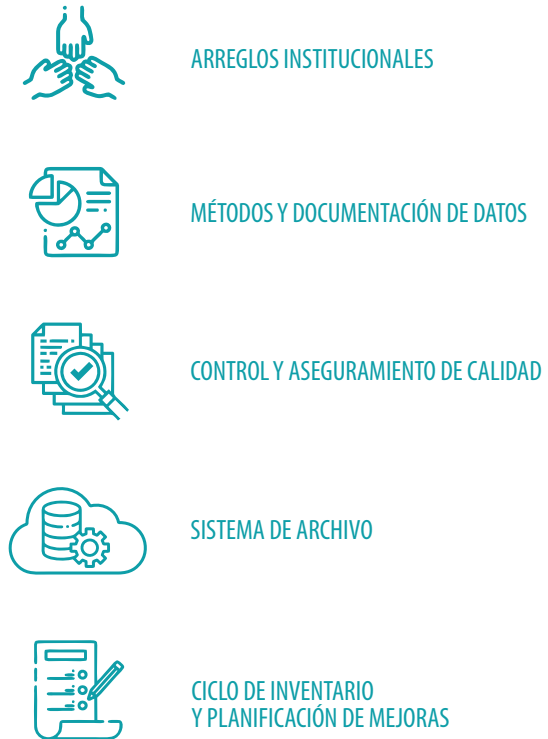 ARREGLOS INSTITUCIONALES
MÉTODOS Y DOCUMENTACIÓN DE DATOS
CONTROL Y ASEGURAMIENTO DE CALIDAD
SISTEMA DE ARCHIVO
CICLO DE INVENTARIO
Y PLANIFICACIÓN DE MEJORAS